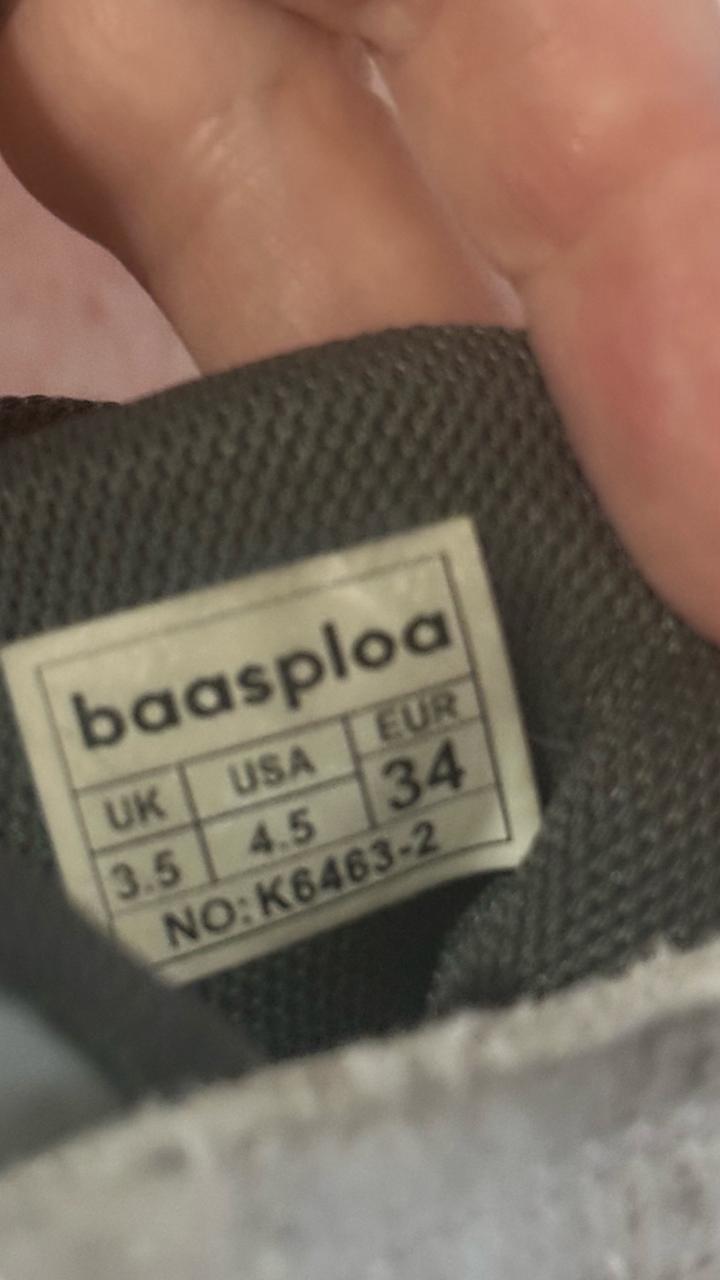 baasploa
UK USA EUR
3.5 4.5 34
NO:K6463-2